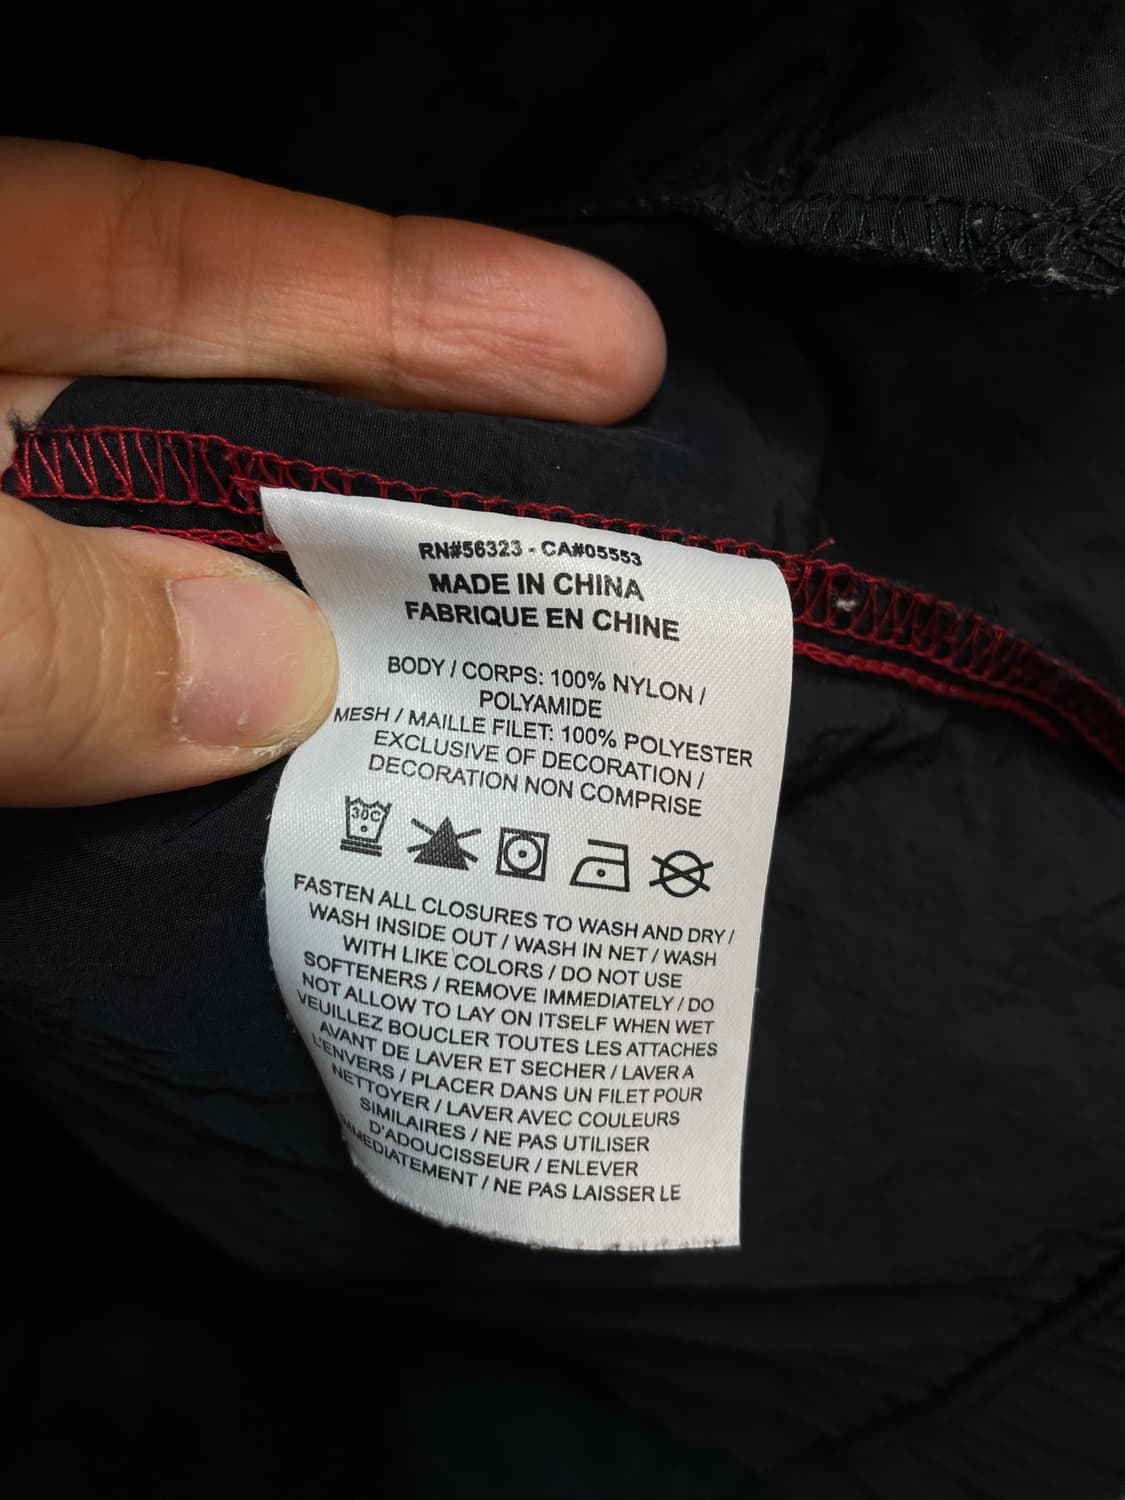 RN#56323 - CA#05553
MADE IN CHINA
FABRIQUE EN CHINE
BODY / CORPS: 100% NYLON /
POLYAMIDE
MESH / MAILLE FILET: 100% POLYESTER
EXCLUSIVE OF DECORATION /
DECORATION NON COMPRISE
30C
FASTEN ALL CLOSURES TO WASH AND DRY /
WASH INSIDE OUT / WASH IN NET / WASH
WITH LIKE COLORS / DO NOT USE
SOFTENERS / REMOVE IMMEDIATELY / DO
NOT ALLOW TO LAY ON ITSELF WHEN WET
VEUILLEZ BOUCLER TOUTES LES ATTACHES
AVANT DE LAVER ET SECHER / LAVER A
L'ENVERS / PLACER DANS UN FILET POUR
NETTOYER / LAVER AVEC COULEURS
SIMILAIRES / NE PAS UTILISER
D'ADOUCISSEUR / ENLEVER
IMMEDIATEMENT / NE PAS LAISSER LE